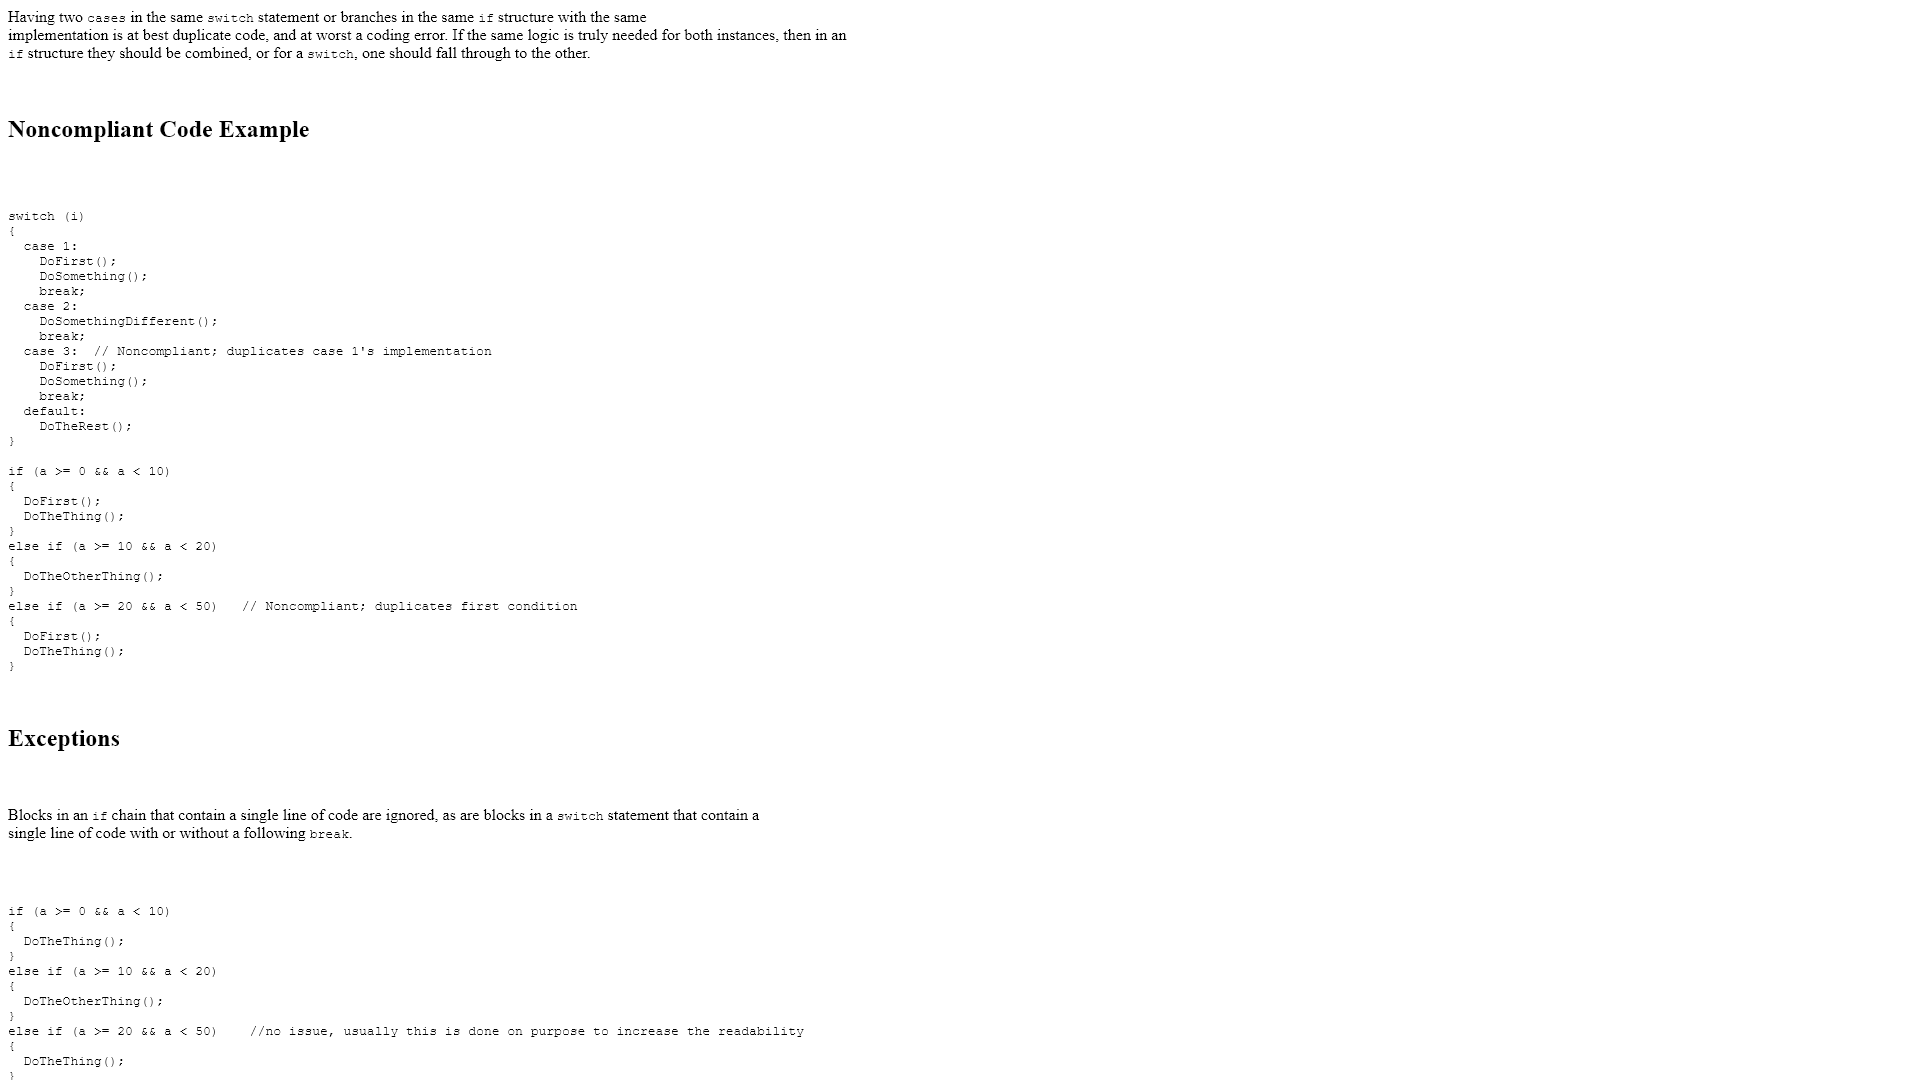 Having two cases in the same switch statement or branches in the same if structure with the same
implementation is at best duplicate code, and at worst a coding error. If the same logic is truly needed for both instances, then in an
if structure they should be combined, or for a switch, one should fall through to the other.
Noncompliant Code Example
switch (i)
{
  case 1:
    DoFirst();
    DoSomething();
    break;
  case 2:
    DoSomethingDifferent();
    break;
  case 3:  // Noncompliant; duplicates case 1's implementation
    DoFirst();
    DoSomething();
    break;
  default:
    DoTheRest();
}
if (a >= 0 && a < 10)
{
  DoFirst();
  DoTheThing();
}
else if (a >= 10 && a < 20)
{
  DoTheOtherThing();
}
else if (a >= 20 && a < 50)   // Noncompliant; duplicates first condition
{
  DoFirst();
  DoTheThing();
}
Exceptions
Blocks in an if chain that contain a single line of code are ignored, as are blocks in a switch statement that contain a
single line of code with or without a following break.
if (a >= 0 && a < 10)
{
  DoTheThing();
}
else if (a >= 10 && a < 20)
{
  DoTheOtherThing();
}
else if (a >= 20 && a < 50)    //no issue, usually this is done on purpose to increase the readability
{
  DoTheThing();
}